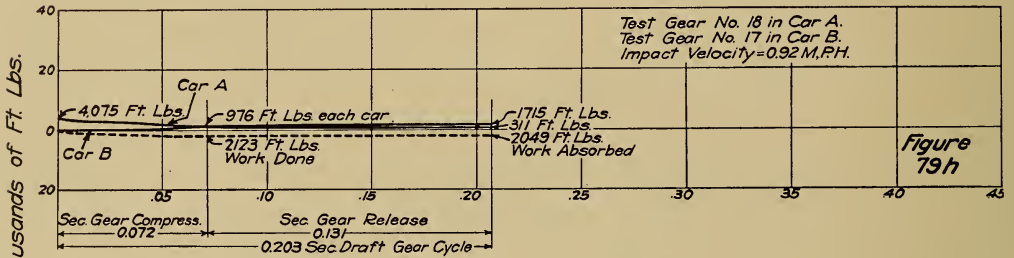 40
Test Gear No. 18 in Car A.
Test Gear No. 17 in Car B.
Impact Velocity=0.92 M.P.H.
20
Car A
4,075 Ft. Lbs.
976 Ft. Lbs. each car
1715 Ft. Lbs.
311 Ft. Lbs.
0
Car B
2123 Ft. Lbs.
Work Done
2049 Ft. Lbs.
Work Absorbed
Figure
79h
20
.05
.10
.15
.20
.25
.30
.35
.40
.45
usands of Ft Lbs.
Sec. Gear Compress.
0.072
Sec. Gear Release
0.131
0.203 Sec. Draft Gear Cycle